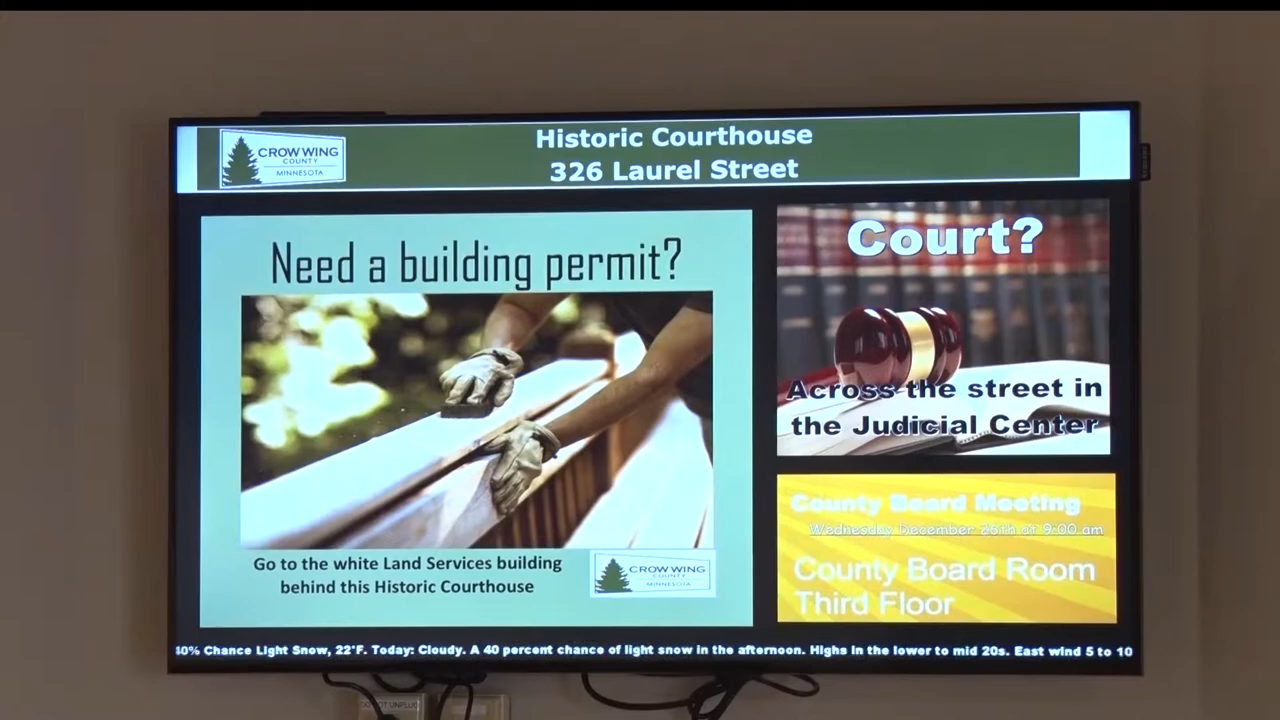 CROW WING
COUNTY
MINNESOTA
Historic Courthouse
326 Laurel Street
Need a building permit?
Go to the white Land Services building
behind this Historic Courthouse
CROW WING
COUNTY
MINNESOTA
Court?
Across the street in
the Judicial Center
County Board Meeting
Wednesday December 26th at 9:00 am
County Board Room
Third Floor
40% Chance Light Snow, 22°F. Today: Cloudy. A 40 percent chance of light snow in the afternoon. Highs in the lower to mid 20s. East wind 5 to 10
DO NOT UNPLUG